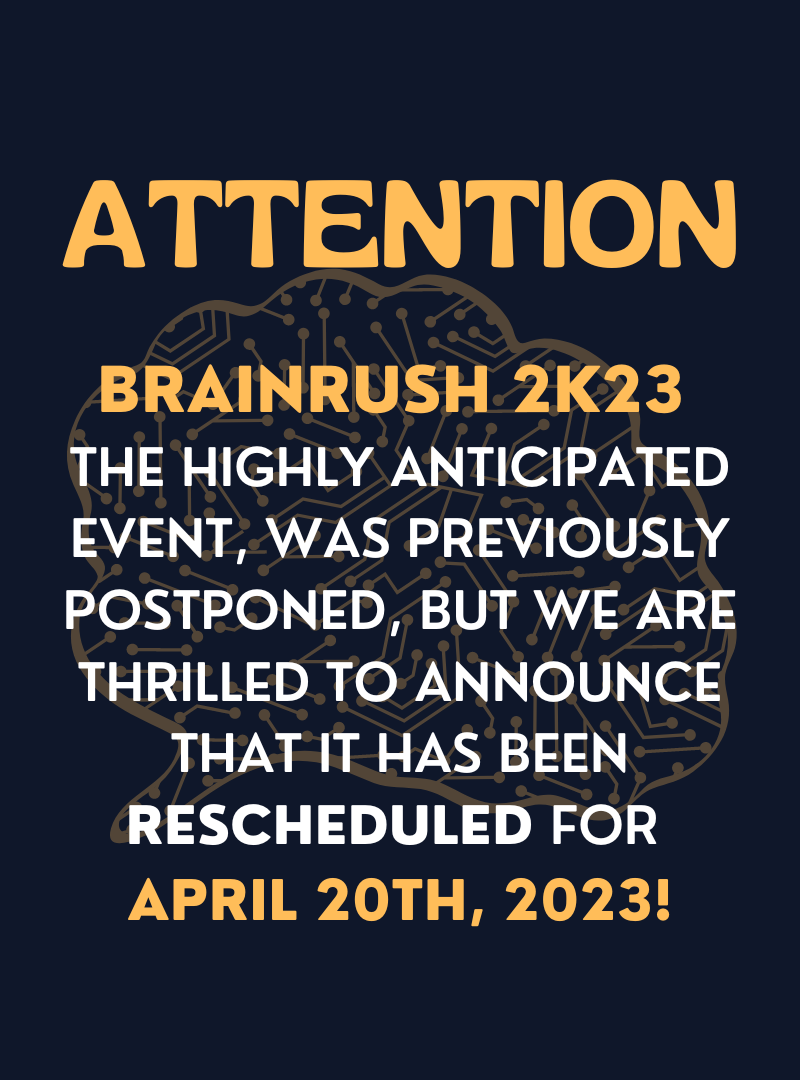 ATTENTION
BRAINRUSH 2K23
THE HIGHLY ANTICIPATED
EVENT, WAS PREVIOUSLY
POSTPONED, BUT WE ARE
THRILLED TO ANNOUNCE
THAT IT HAS BEEN
RESCHEDULED FOR
APRIL 20TH, 2023!